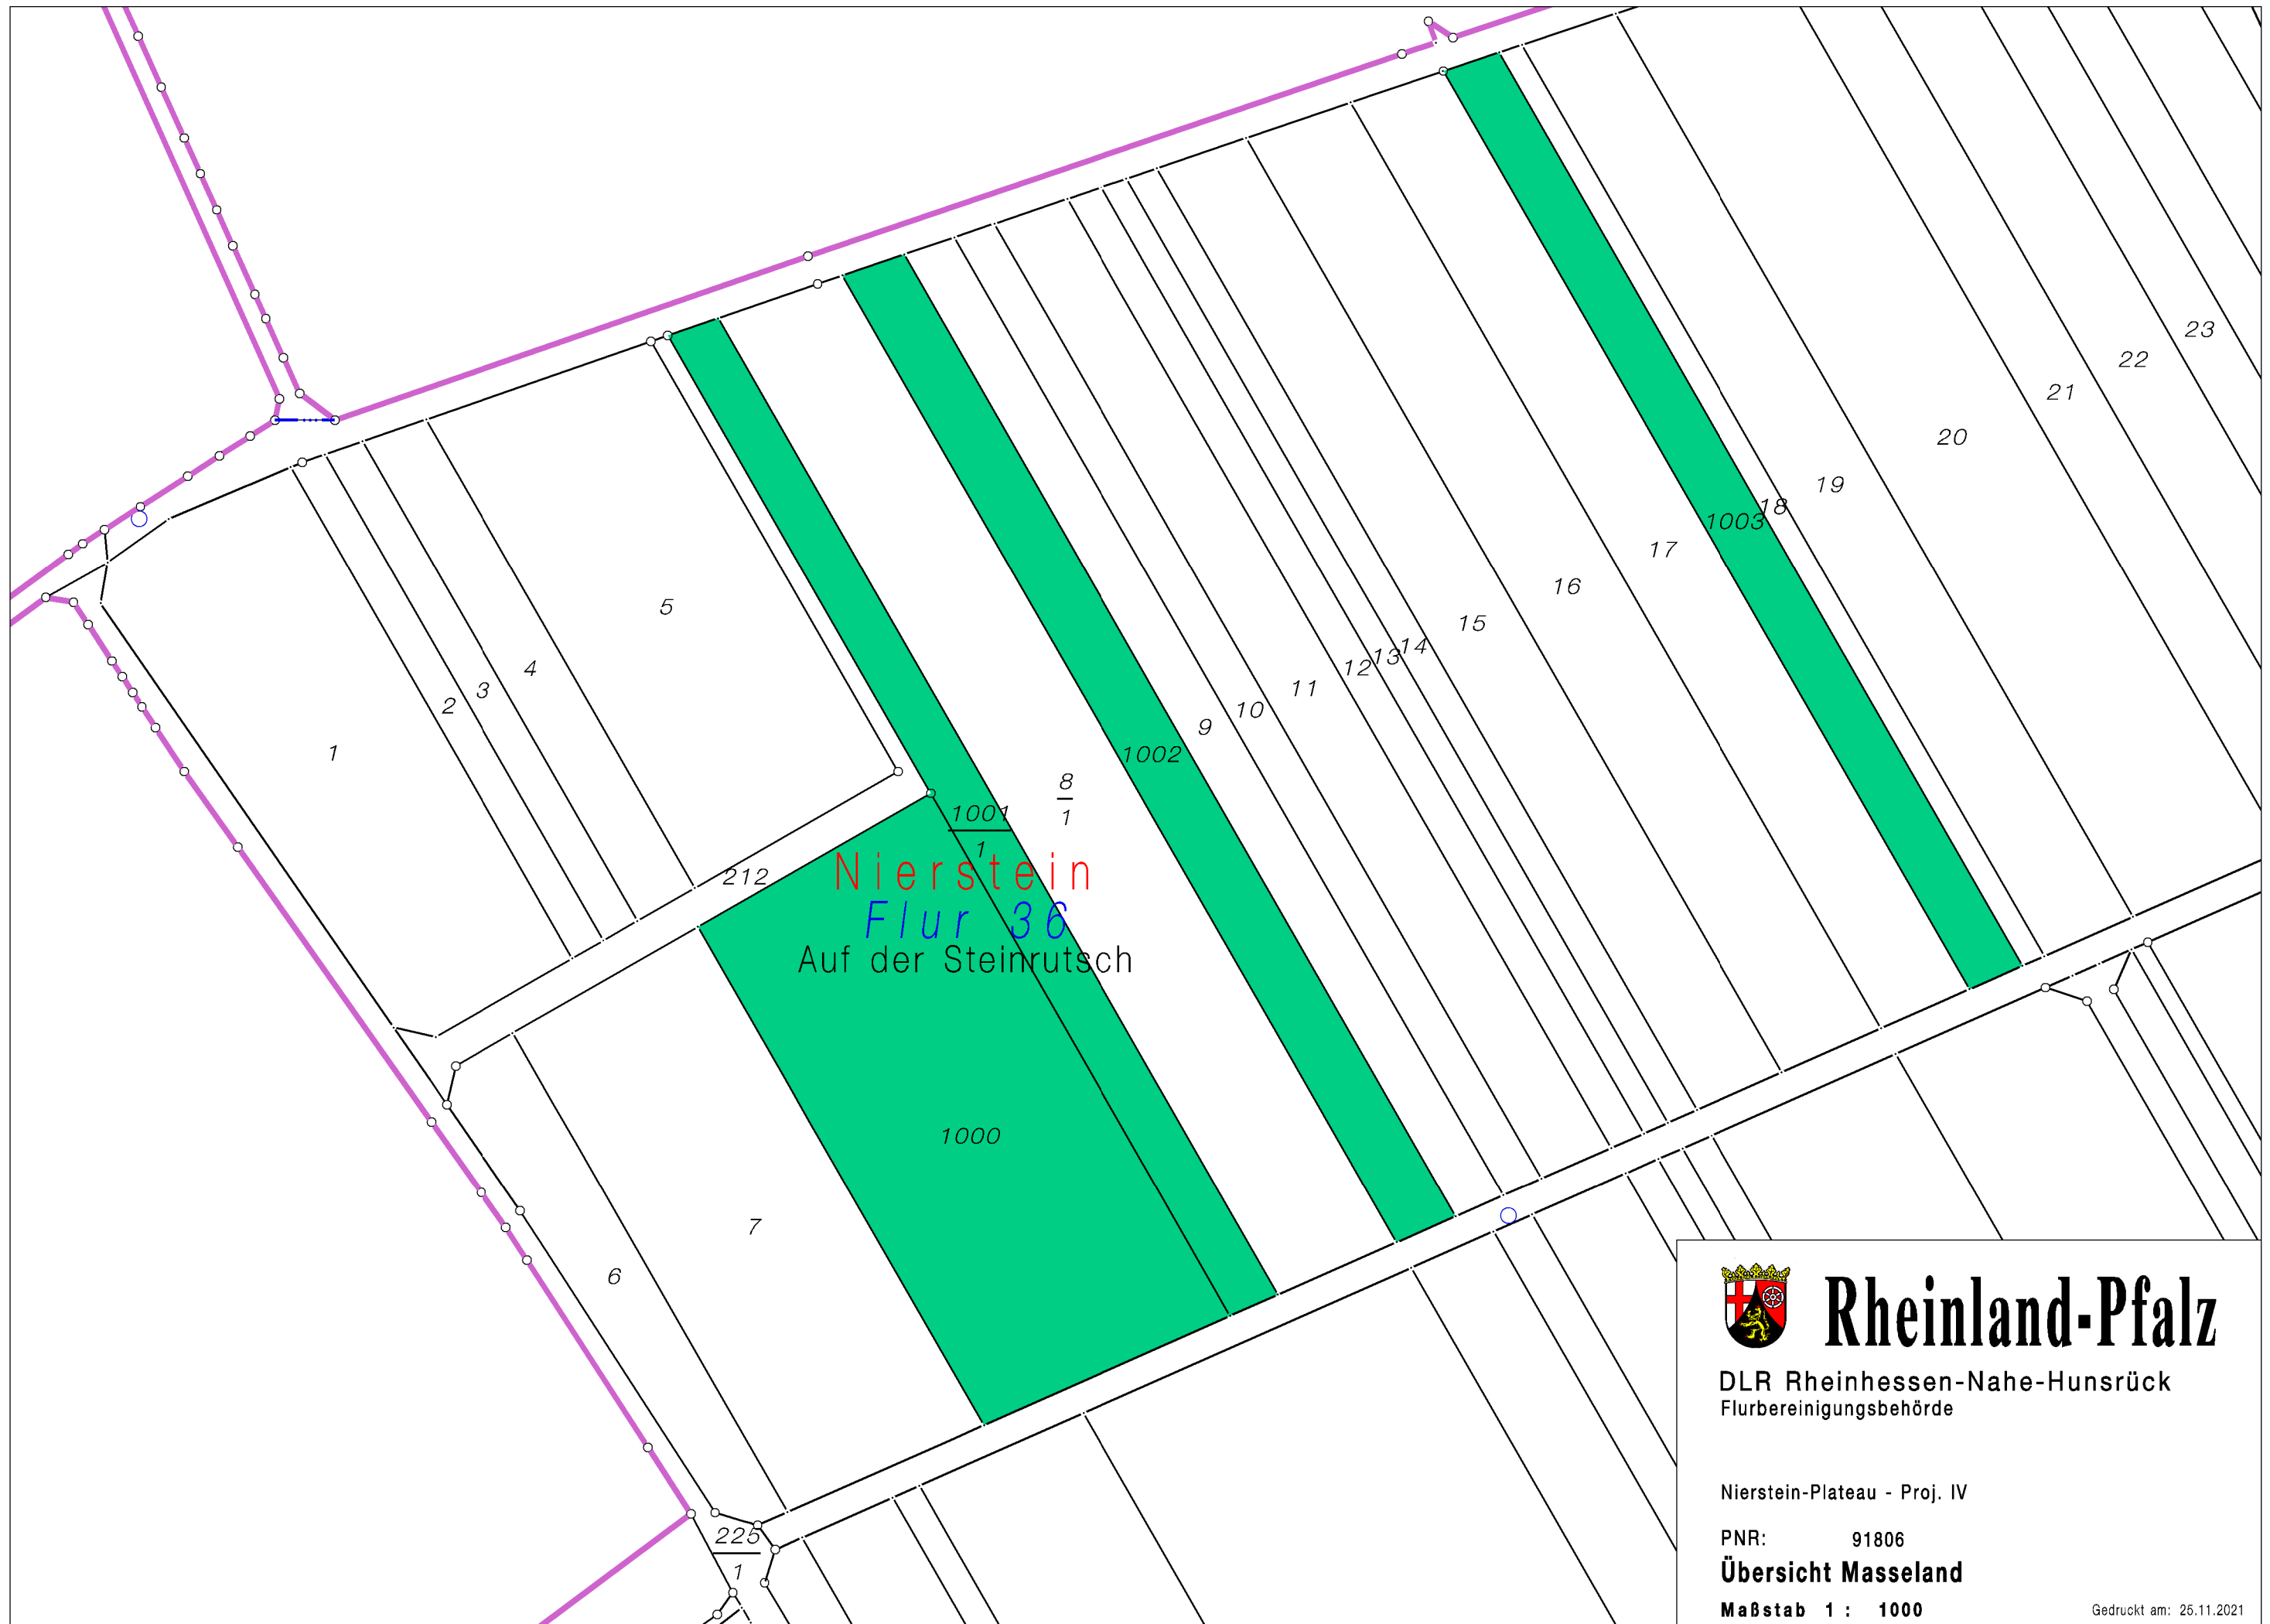 23
22
21
20
19
18
1003
17
16
15
14
13
12
11
10
9
1002
8
1
5
4
3
2
1
1001
1
212
Nierstein
Flur 36
Auf der Steinrutsch
1000
7
6
225
1
Rheinland-Pfalz
DLR Rheinhessen-Nahe-Hunsrück
Flurbereinigungsbehörde
Nierstein-Plateau - Proj. IV
PNR: 91806
Übersicht Masseland
Maßstab 1 : 1000
Gedruckt am: 25.11.2021